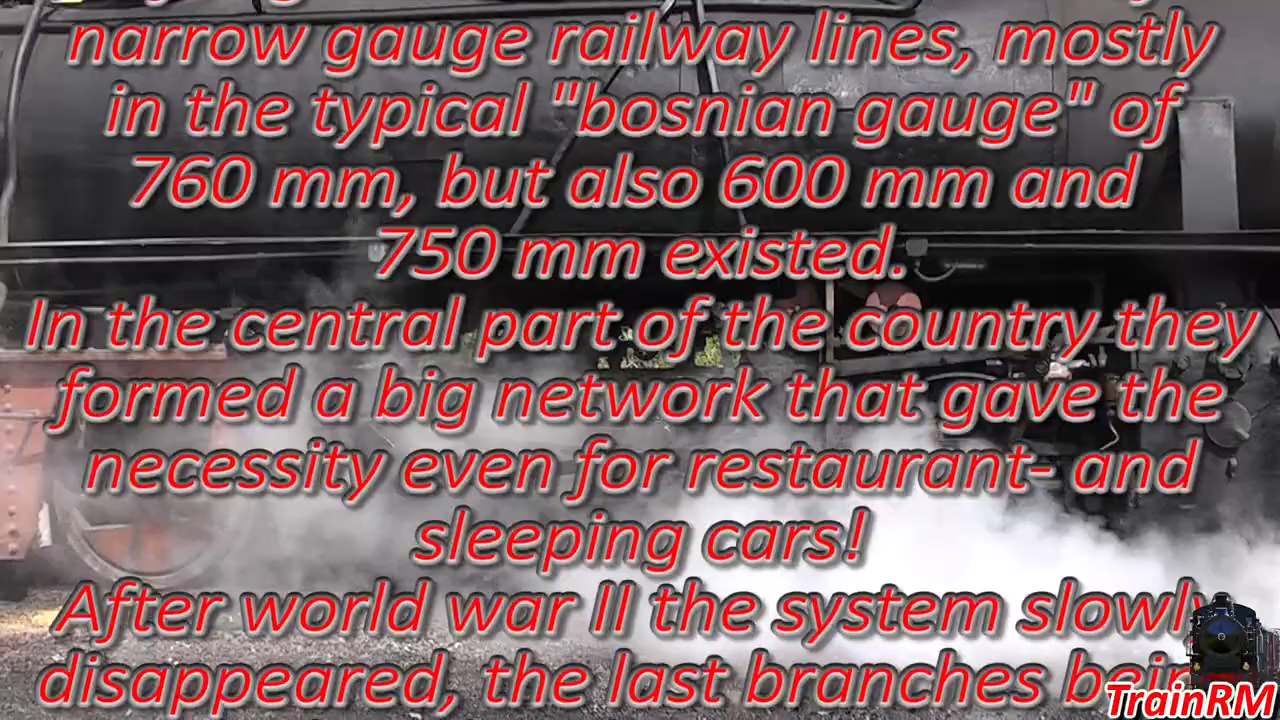 narrow gauge railway lines, mostly
in the typical "bosnian gauge" of
760 mm, but also 600 mm and
750 mm existed.
In the central part of the country they
formed a big network that gave the
necessity even for restaurant- and
sleeping cars!
After world war II the system slowly
disappeared, the last branches being
TrainRM